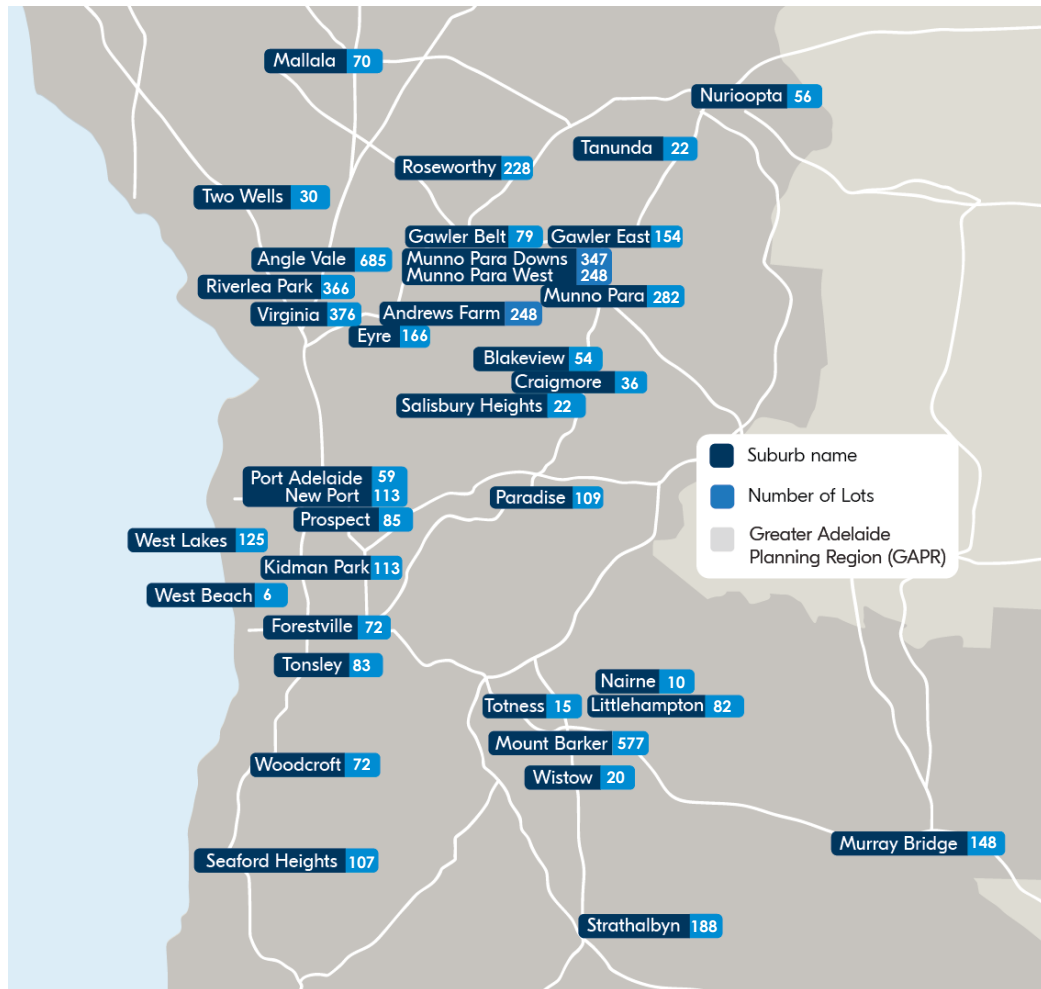 Mallala 70
Nurioopta 56
Tanunda 22
Roseworthy 228
Two Wells 30
Gawler Belt 79
Gawler East 154
Angle Vale 685
Munno Para Downs 347
Munno Para West 248
Riverlea Park 366
Munno Para 282
Virginia 376
Andrews Farm 248
Eyre 166
Blakeview 54
Craigmore 36
Salisbury Heights 22
Suburb name
Number of Lots
Greater Adelaide
Planning Region (GAPR)
Port Adelaide 59
New Port 113
Paradise 109
Prospect 85
West Lakes 125
Kidman Park 113
West Beach 6
Forestville 72
Tonsley 83
Nairne 10
Totness 15
Littlehampton 82
Mount Barker 577
Woodcroft 72
Wistow 20
Murray Bridge 148
Seaford Heights 107
Strathalbyn 188